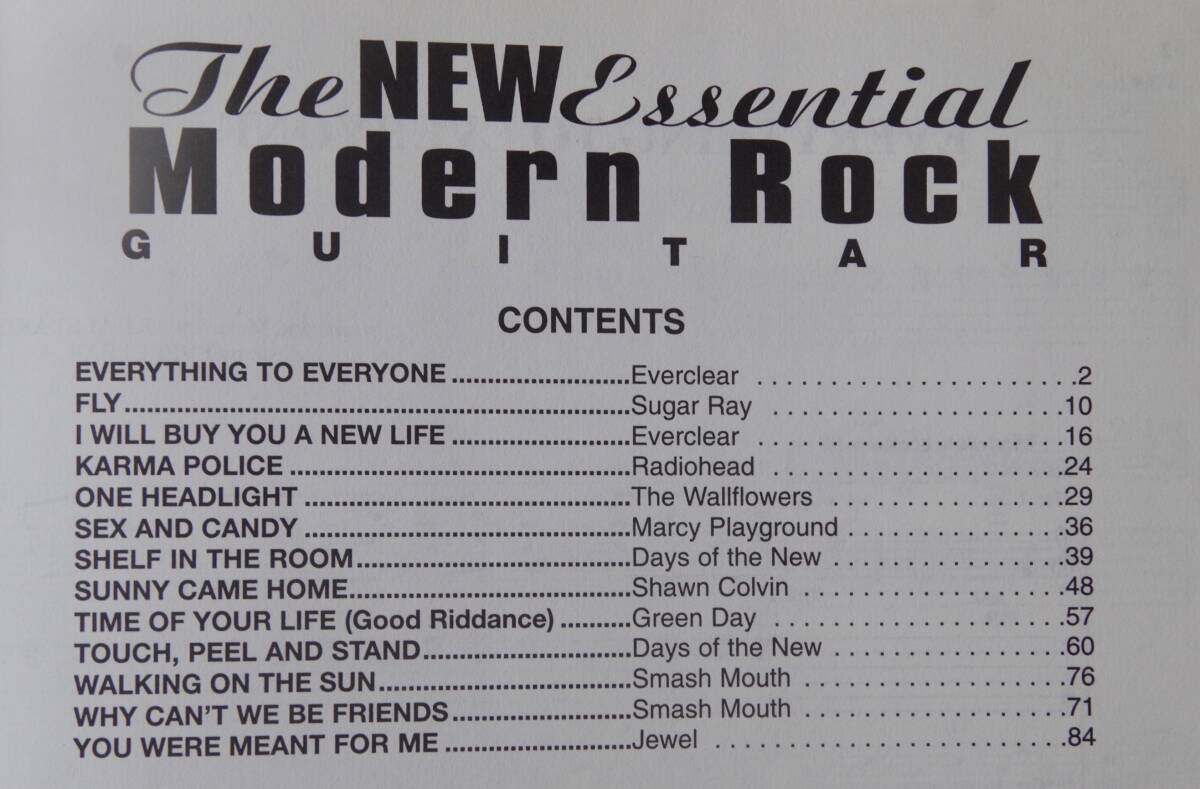 The NEW Essential
Modern Rock
GUITAR
CONTENTS
EVERYTHING TO EVERYONE ........................Everclear . . . . . . . . . . . . . . . . . . . . . .2
FLY.....................................................................Sugar Ray . . . . . . . . . . . . . . . . . . . .10
I WILL BUY YOU A NEW LIFE ........................Everclear . . . . . . . . . . . . . . . . . . . . .16
KARMA POLICE ..............................................Radiohead . . . . . . . . . . . . . . . . . . . .24
ONE HEADLIGHT ............................................The Wallflowers . . . . . . . . . . . . . . . .29
SEX AND CANDY ............................................Marcy Playground . . . . . . . . . . . . . . .36
SHELF IN THE ROOM.....................................Days of the New . . . . . . . . . . . . . . . .39
SUNNY CAME HOME......................................Shawn Colvin . . . . . . . . . . . . . . . . . .48
TIME OF YOUR LIFE (Good Riddance) ..........Green Day . . . . . . . . . . . . . . . . . . . .57
TOUCH, PEEL AND STAND............................Days of the New . . . . . . . . . . . . . . . .60
WALKING ON THE SUN..................................Smash Mouth . . . . . . . . . . . . . . . . . .76
WHY CAN'T WE BE FRIENDS........................Smash Mouth . . . . . . . . . . . . . . . . . .71
YOU WERE MEANT FOR ME .........................Jewel . . . . . . . . . . . . . . . . . . . . . . . .84